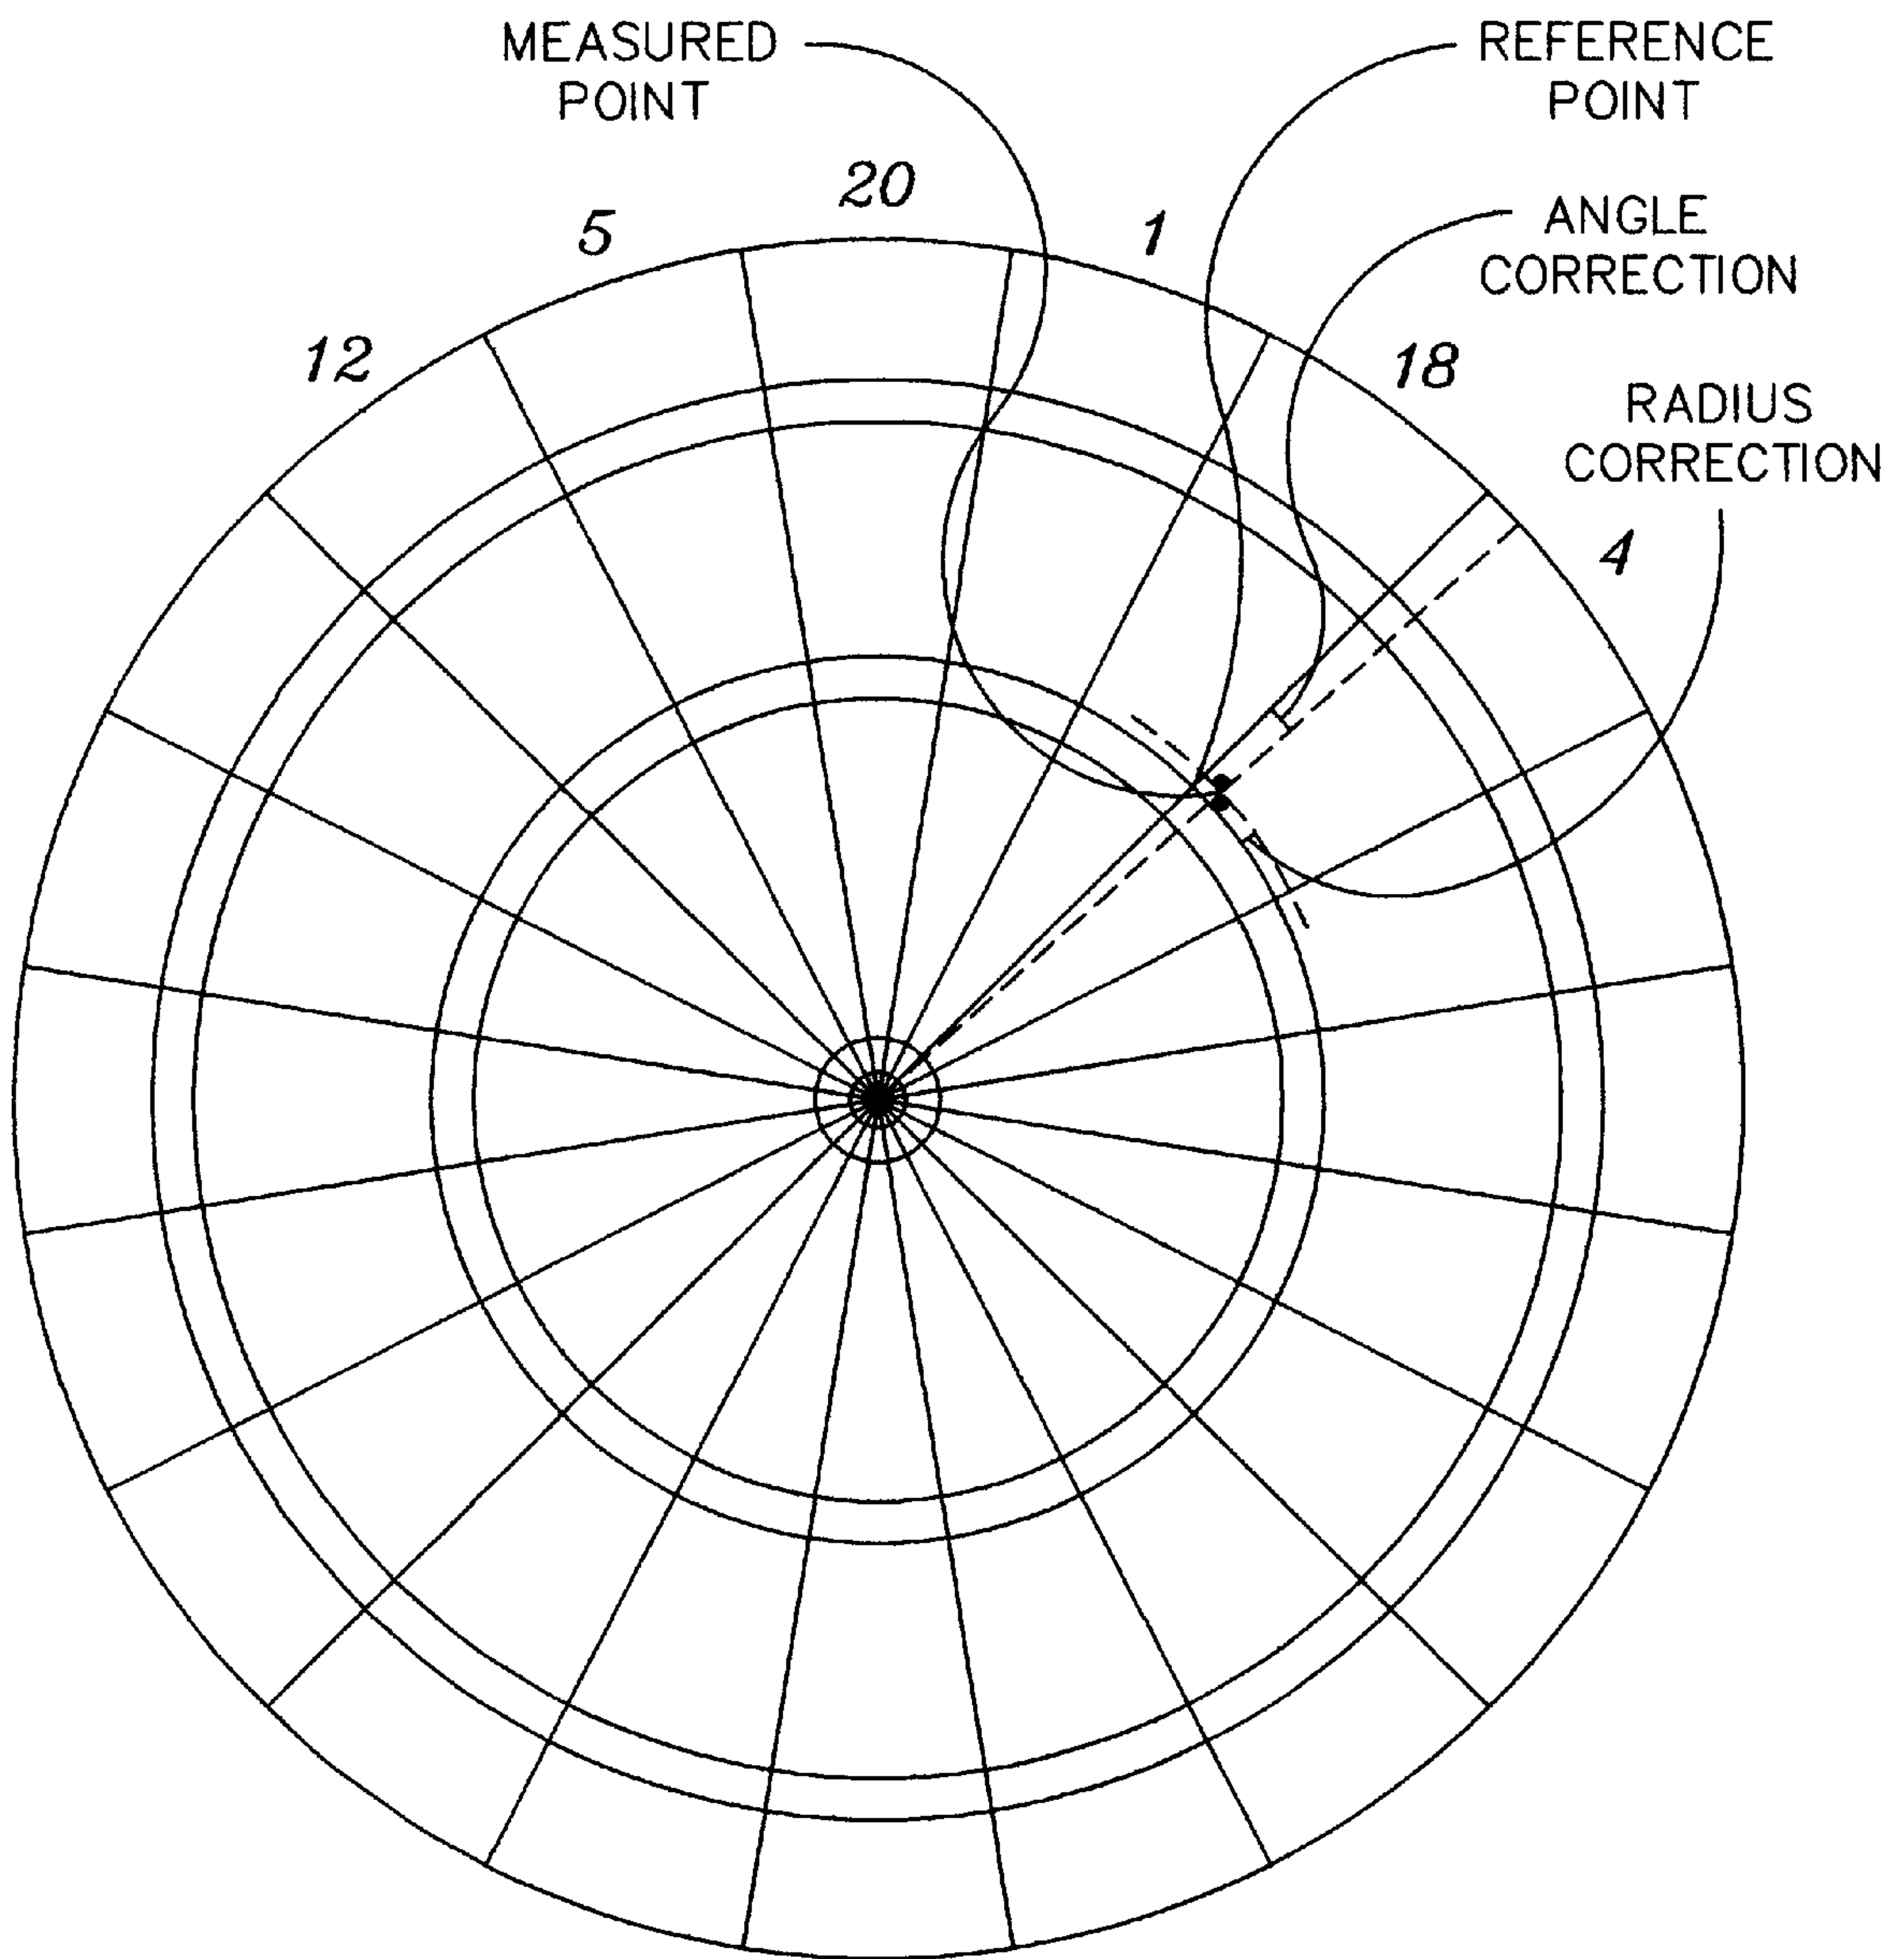 MEASURED
POINT
REFERENCE
POINT
20
5
1
ANGLE
CORRECTION
12
18
RADIUS
CORRECTION
4